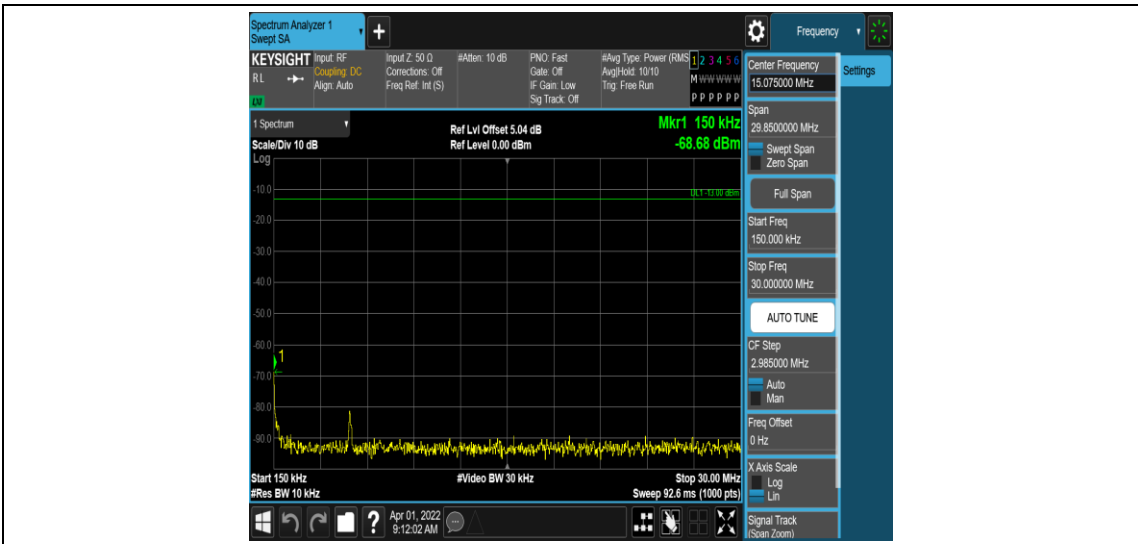 Spectrum Analyzer 1
Swept SA
+
Frequency
KEYSIGHT
RL
Input: RF
Coupling: DC
Align: Auto
Input Z: 50 Ω
Corrections: Off
Freq Ref: Int (S)
#Atten: 10 dB
PNO: Fast
Gate: Off
IF Gain: Low
Sig Track: Off
#Avg Type: Power (RMS
Avg|Hold: 10/10
Trig: Free Run
1 2 3 4 5 6
M W W W W W
P P P P P P
1 Spectrum
Scale/Div 10 dB
Log
Ref Lvl Offset 5.04 dB
Ref Level 0.00 dBm
Mkr1 150 kHz
-68.68 dBm
DL1 -13.00 dBm
-10.0
-20.0
-30.0
-40.0
-50.0
-60.0
1
-70.0
-80.0
-90.0
Start 150 kHz
#Res BW 10 kHz
#Video BW 30 kHz
Stop 30.00 MHz
Sweep 92.6 ms (1000 pts)
?
Apr 01, 2022
9:12:02 AM
Center Frequency
15.075000 MHz
Settings
Span
29.8500000 MHz
Swept Span
Zero Span
Full Span
Start Freq
150.000 kHz
Stop Freq
30.000000 MHz
AUTO TUNE
CF Step
2.985000 MHz
Auto
Man
Freq Offset
0 Hz
X Axis Scale
Log
Lin
Signal Track
(Span Zoom)